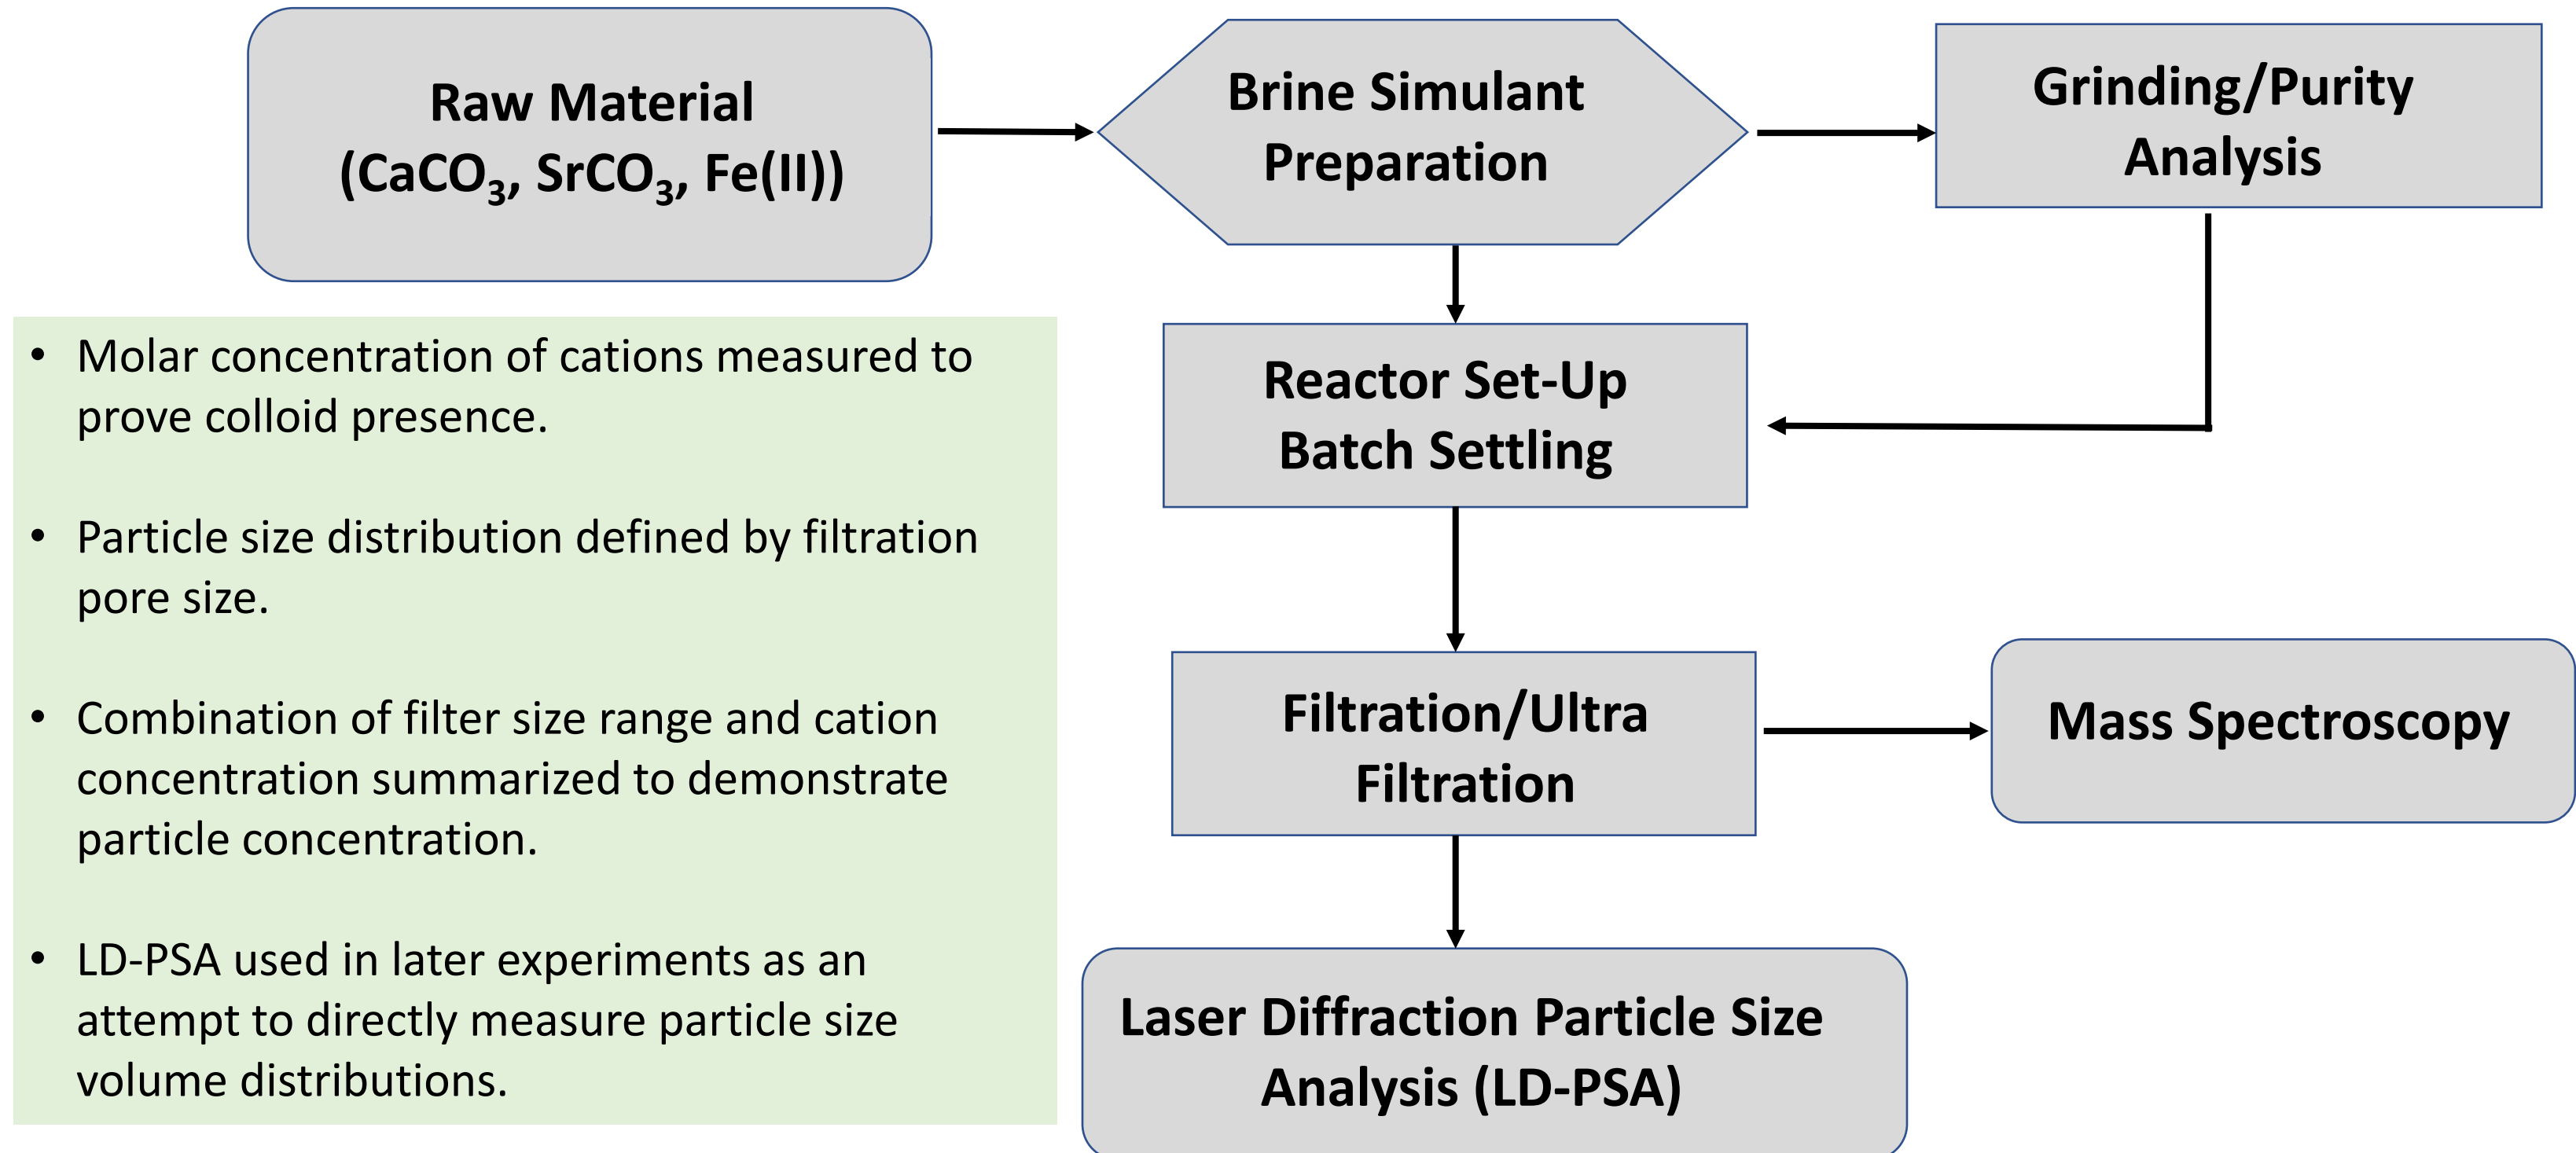 Raw Material
(CaCO₃, SrCO₃, Fe(II))
Brine Simulant
Preparation
Grinding/Purity
Analysis
• Molar concentration of cations measured to
prove colloid presence.
• Particle size distribution defined by filtration
pore size.
• Combination of filter size range and cation
concentration summarized to demonstrate
particle concentration.
• LD-PSA used in later experiments as an
attempt to directly measure particle size
volume distributions.
Reactor Set-Up
Batch Settling
Filtration/Ultra
Filtration
Mass Spectroscopy
Laser Diffraction Particle Size
Analysis (LD-PSA)